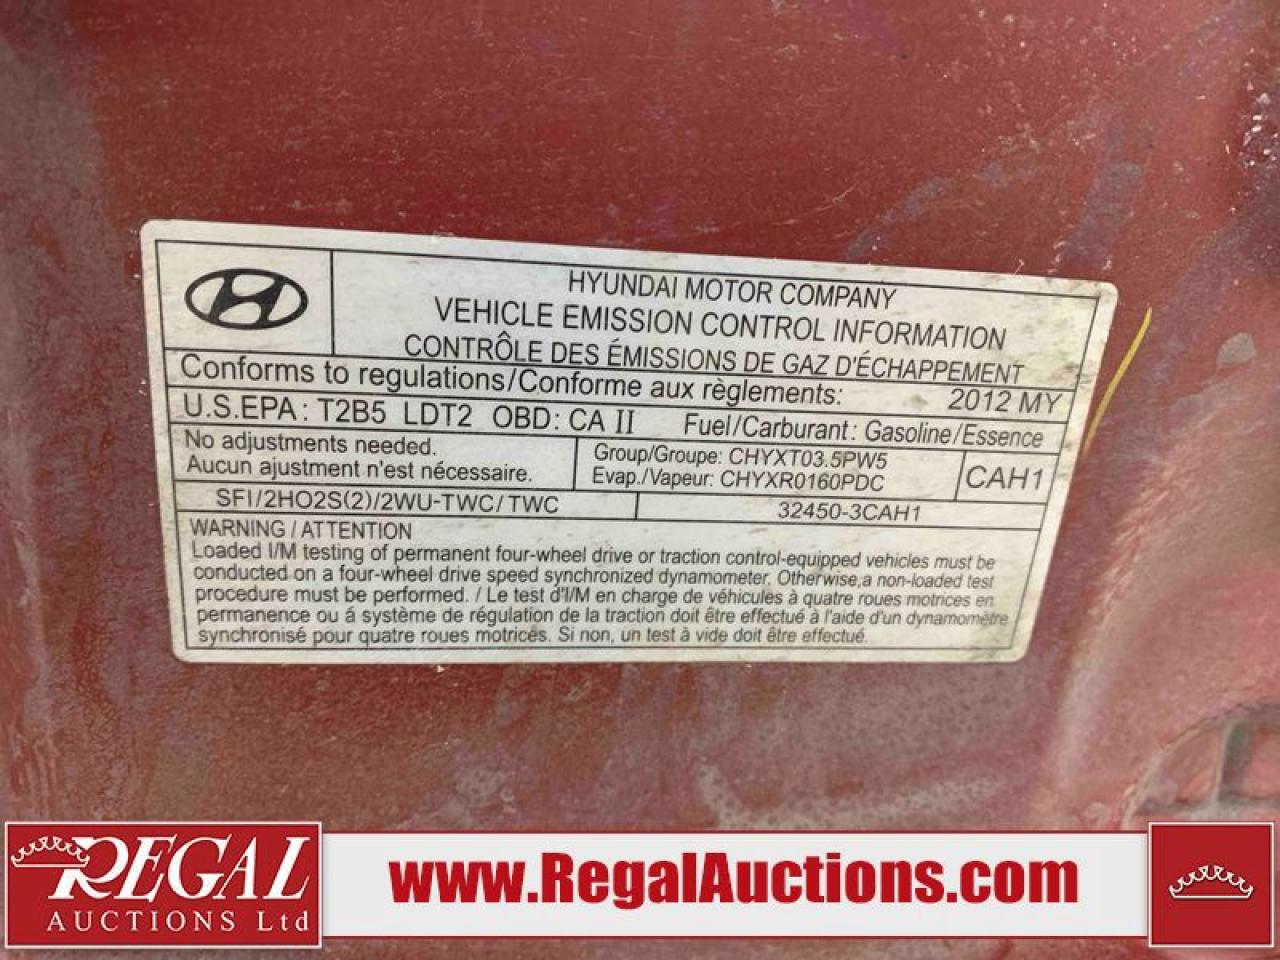 HYUNDAI MOTOR COMPANY
VEHICLE EMISSION CONTROL INFORMATION
CONTRÔLE DES ÉMISSIONS DE GAZ D'ÉCHAPPEMENT
Conforms to regulations/Conforme aux règlements: 2012 MY
U.S.EPA: T2B5 LDT2 OBD: CA II Fuel/Carburant: Gasoline/Essence
No adjustments needed.
Aucun ajustment n'est nécessaire.
Group/Groupe: CHYXT03.5PW5
Evap./Vapeur: CHYXR0160PDC
CAH1
SFI/2HO2S(2)/2WU-TWC/TWC
32450-3CAH1
WARNING / ATTENTION
Loaded I/M testing of permanent four-wheel drive or traction control-equipped vehicles must be
conducted on a four-wheel drive speed synchronized dynamometer. Otherwise,a non-loaded test
procedure must be performed. / Le test d'I/M en charge de véhicules à quatre roues motrices en
permanence ou á système de régulation de la traction doit être effectué à l'aide d'un dynamomètre
synchronisé pour quatre roues motricés. Si non, un test à vide doit être effectué.
REGAL
AUCTIONS Ltd
www.RegalAuctions.com